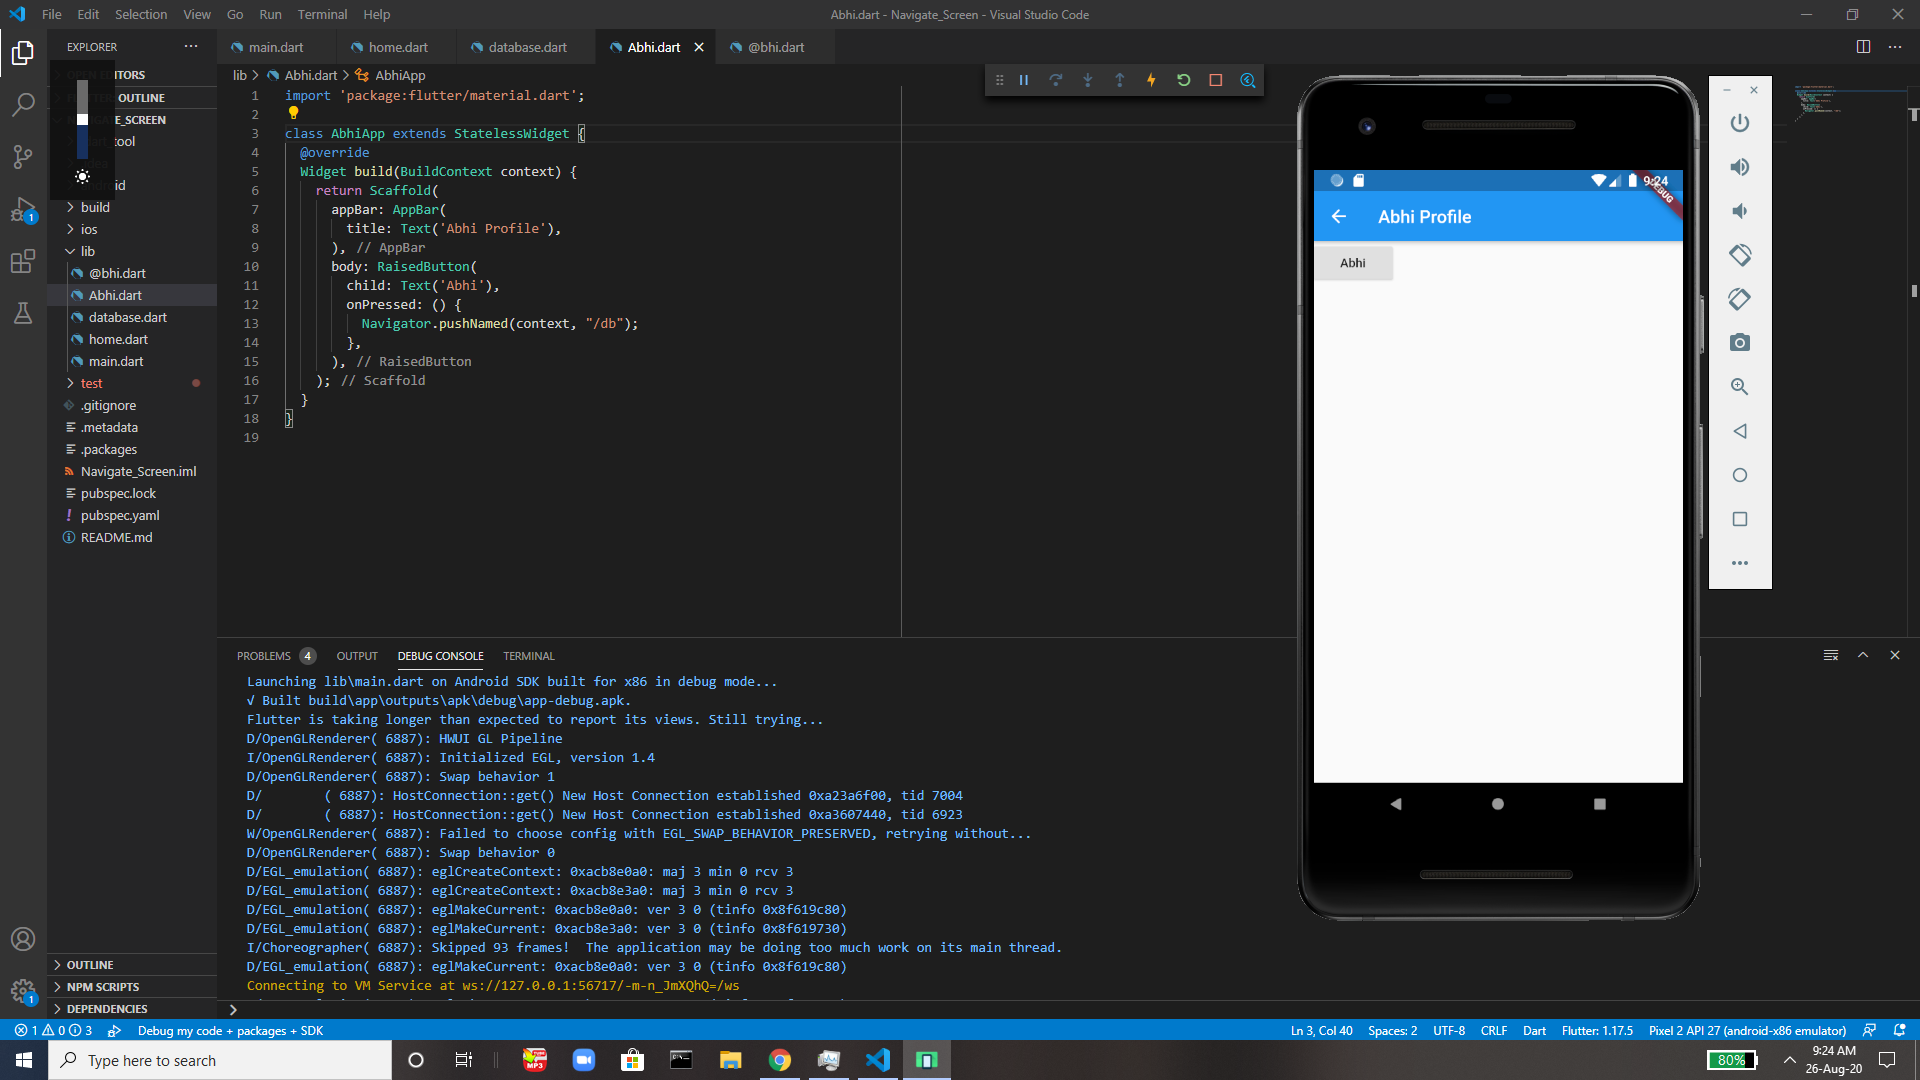 File Edit Selection View Go Run Terminal Help
Abhi.dart - Navigate_Screen - Visual Studio Code
EXPLORER
main.dart
home.dart
database.dart
Abhi.dart
@bhi.dart
lib > Abhi.dart > AbhiApp
OUTLINE
build
ios
lib
@bhi.dart
Abhi.dart
database.dart
home.dart
main.dart
test
.gitignore
.metadata
.packages
Navigate_Screen.iml
pubspec.lock
pubspec.yaml
README.md
OUTLINE
NPM SCRIPTS
DEPENDENCIES
1 import 'package:flutter/material.dart';
2
3 class AbhiApp extends StatelessWidget {
4 @override
5 Widget build(BuildContext context) {
6 return Scaffold(
7 appBar: AppBar(
8 title: Text('Abhi Profile'),
9 ), // AppBar
10 body: RaisedButton(
11 child: Text('Abhi'),
12 onPressed: () {
13 Navigator.pushNamed(context, "/db");
14 },
15 ), // RaisedButton
16 ); // Scaffold
17 }
18 }
19
9:24
DEBUG
Abhi Profile
Abhi
PROBLEMS 4 OUTPUT DEBUG CONSOLE TERMINAL
Launching lib\main.dart on Android SDK built for x86 in debug mode...
√ Built build\app\outputs\apk\debug\app-debug.apk.
Flutter is taking longer than expected to report its views. Still trying...
D/OpenGLRenderer( 6887): HWUI GL Pipeline
I/OpenGLRenderer( 6887): Initialized EGL, version 1.4
D/OpenGLRenderer( 6887): Swap behavior 1
D/ ( 6887): HostConnection::get() New Host Connection established 0xa23a6f00, tid 7004
D/ ( 6887): HostConnection::get() New Host Connection established 0xa3607440, tid 6923
W/OpenGLRenderer( 6887): Failed to choose config with EGL_SWAP_BEHAVIOR_PRESERVED, retrying without...
D/OpenGLRenderer( 6887): Swap behavior 0
D/EGL_emulation( 6887): eglCreateContext: 0xacb8e0a0: maj 3 min 0 rcv 3
D/EGL_emulation( 6887): eglCreateContext: 0xacb8e3a0: maj 3 min 0 rcv 3
D/EGL_emulation( 6887): eglMakeCurrent: 0xacb8e0a0: ver 3 0 (tinfo 0x8f619c80)
D/EGL_emulation( 6887): eglMakeCurrent: 0xacb8e3a0: ver 3 0 (tinfo 0x8f619730)
I/Choreographer( 6887): Skipped 93 frames! The application may be doing too much work on its main thread.
D/EGL_emulation( 6887): eglMakeCurrent: 0xacb8e0a0: ver 3 0 (tinfo 0x8f619c80)
Connecting to VM Service at ws://127.0.0.1:56717/-m-n_JmXQhQ=/ws
1 0 3 Debug my code + packages + SDK
Ln 3, Col 40 Spaces: 2 UTF-8 CRLF Dart Flutter: 1.17.5 Pixel 2 API 27 (android-x86 emulator)
Type here to search
MP3
80%
9:24 AM
26-Aug-20